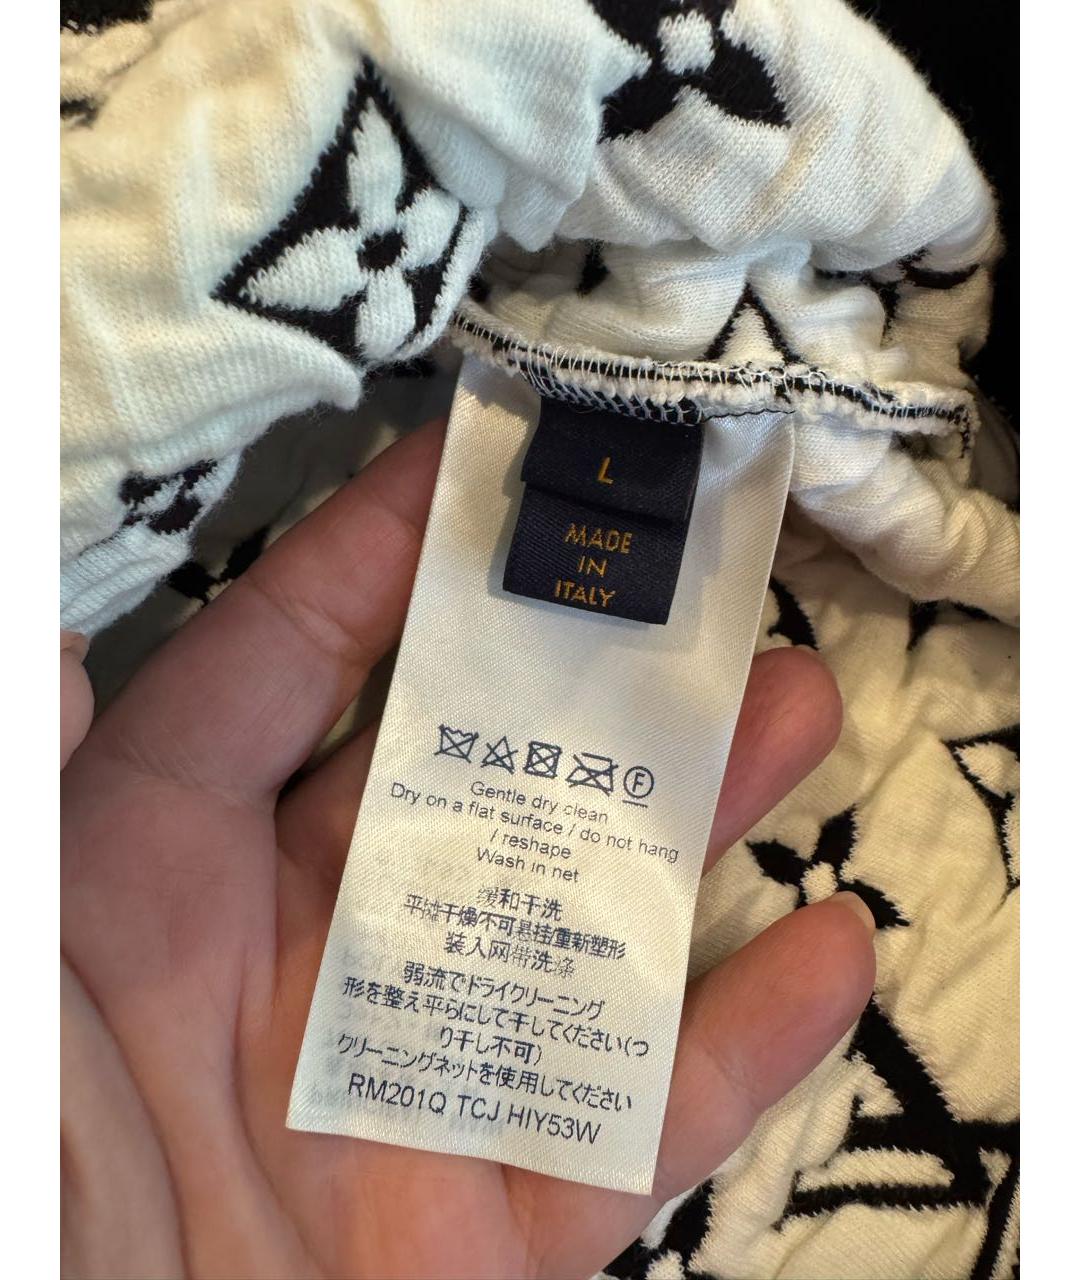 L
MADE
IN
ITALY
F
Gentle dry clean
Dry on a flat surface / do not hang
/ reshape
Wash in net
缓和干洗
平摊干燥不可悬挂重新塑形
装入网带洗涤
弱流でドライクリーニング
形を整え平らにして干してください(つ
り干し不可)
クリーニングネットを使用してください
RM201Q TCJ HIY53W